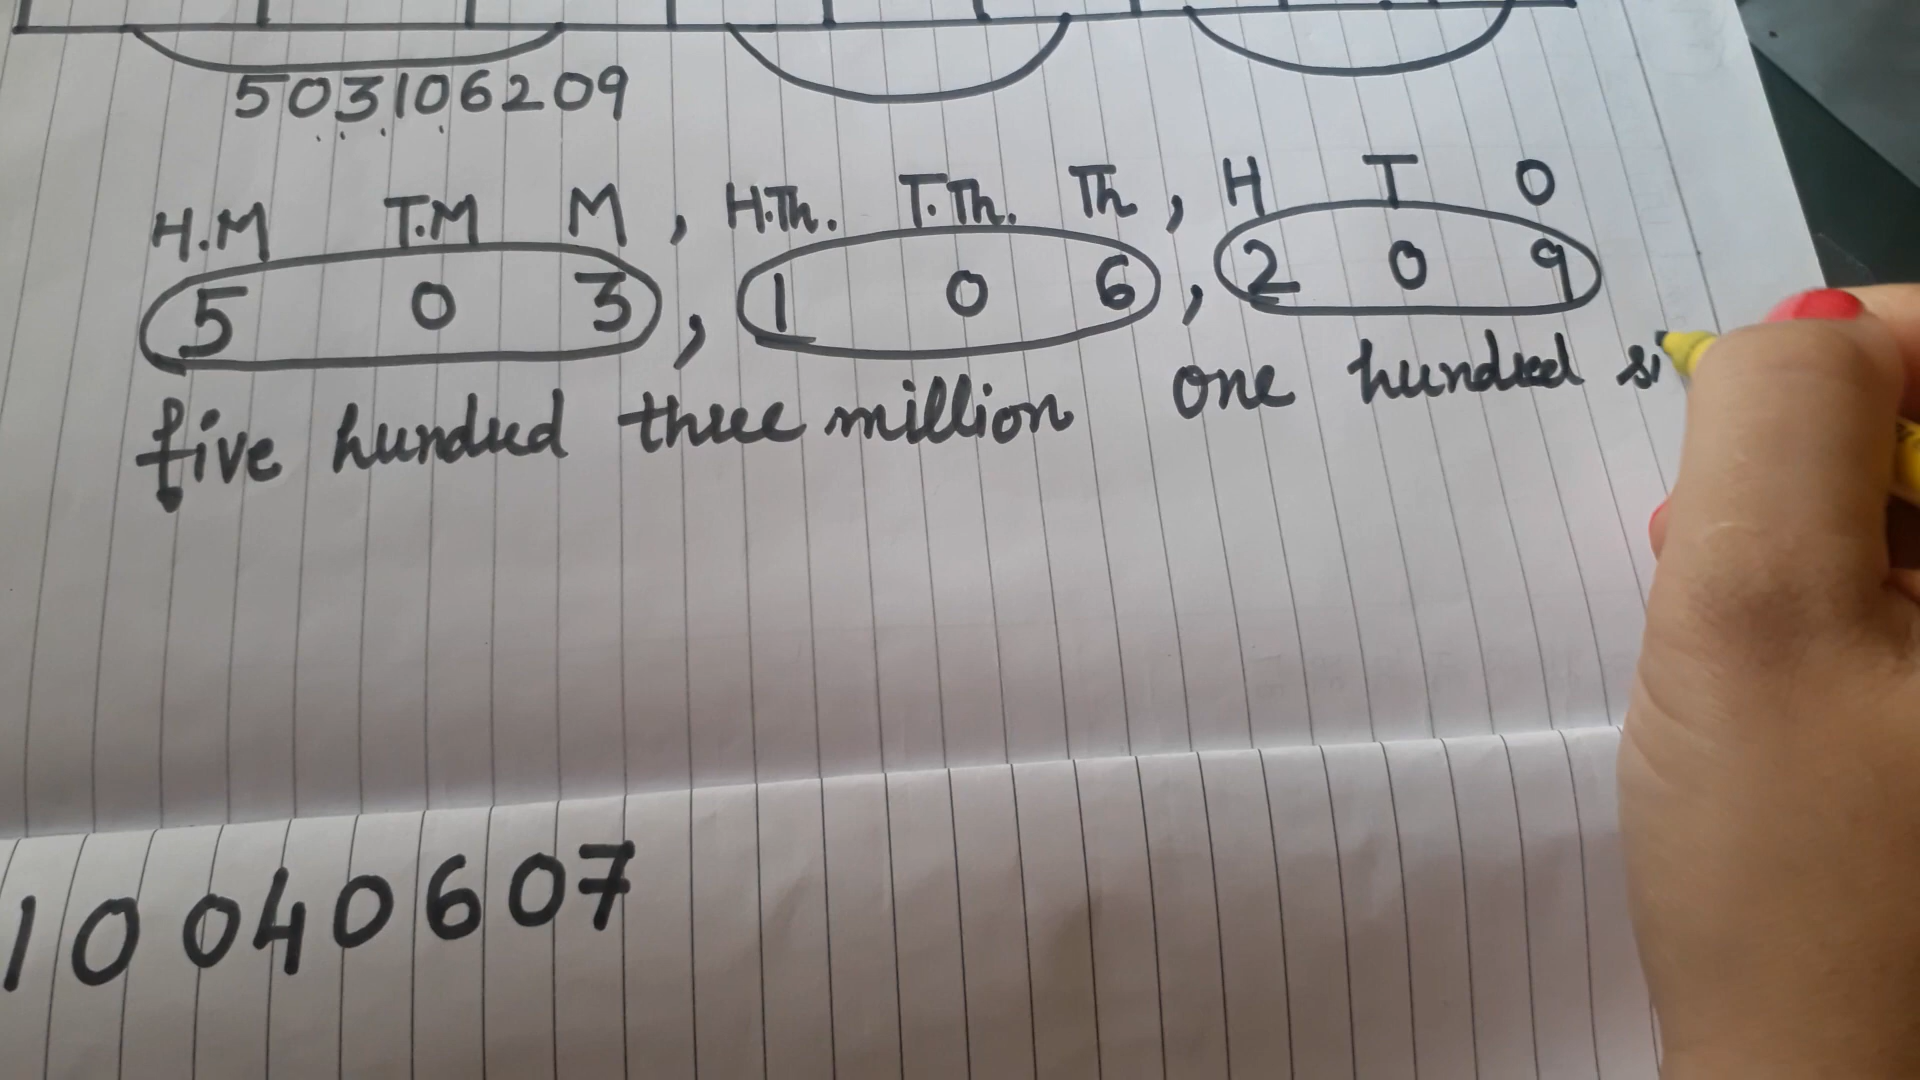 503106209
H.M T.M M , H.Th. T.Th. Th , H T O
5 0 3 , 1 0 6 , 2 0 9
five hundred three million one hundred si
10040607